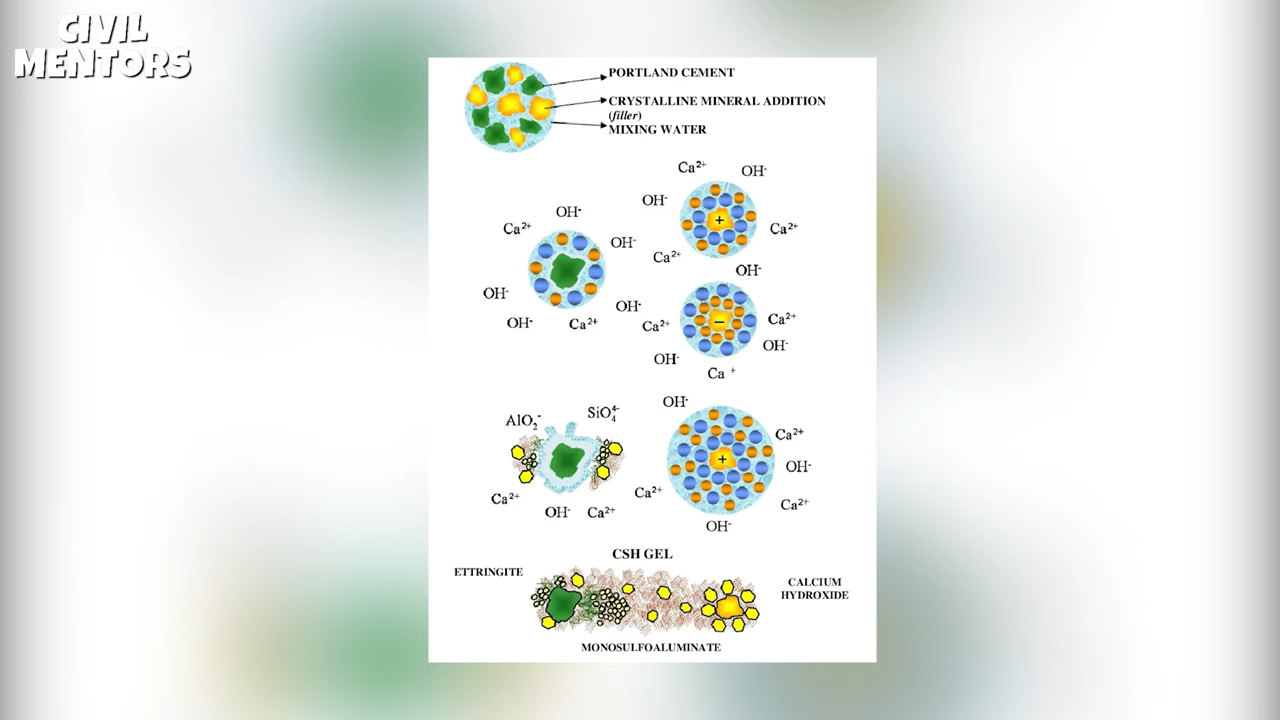 CIVIL
MENTORS
PORTLAND CEMENT
CRYSTALLINE MINERAL ADDITION
(filler)
MIXING WATER
Ca²⁺
OH⁻
OH⁻
Ca²⁺
Ca²⁺
OH⁻
Ca²⁺
OH⁻
OH⁻
OH⁻
OH⁻
OH⁻
Ca²⁺
Ca²⁺
Ca²⁺
OH⁻
OH⁻
Ca ⁺
OH⁻
AlO₂⁻
SiO₄⁴⁻
Ca²⁺
OH⁻
Ca²⁺
Ca²⁺
OH⁻
Ca²⁺
Ca²⁺
OH⁻
CSH GEL
ETTRINGITE
CALCIUM
HYDROXIDE
MONOSULFOALUMINATE